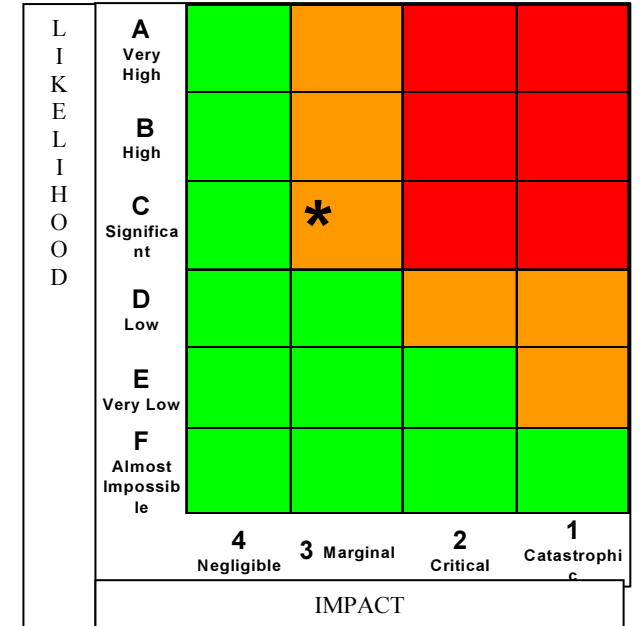 L
I
K
E
L
I
H
O
O
D
A
Very
High
B
High
C
Significa
nt
*
D
Low
E
Very Low
F
Almost
Impossib
le
4
Negligible
3 Marginal
2
Critical
1
Catastrophi
c
IMPACT